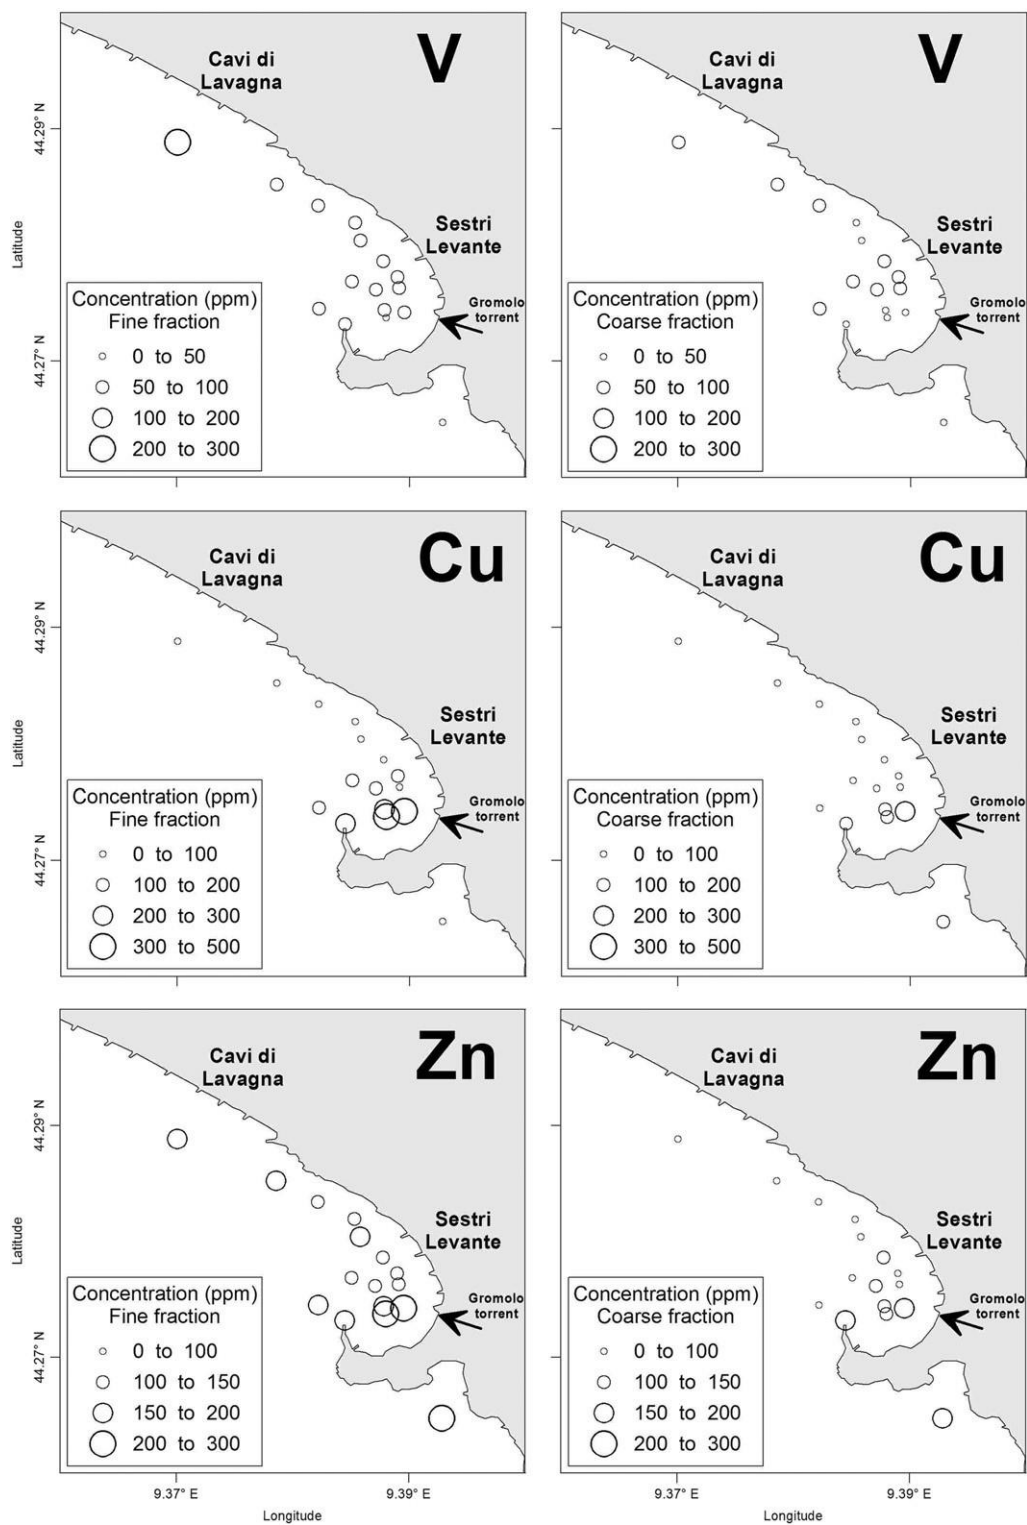 V
Cavi di
Lavagna
44.29° N
Latitude
Sestri
Levante
Gromolo
torrent
44.27° N
Concentration (ppm)
Fine fraction
0 to 50
50 to 100
100 to 200
200 to 300
V
Cavi di
Lavagna
Sestri
Levante
Gromolo
torrent
Concentration (ppm)
Coarse fraction
0 to 50
50 to 100
100 to 200
200 to 300
Cu
Cavi di
Lavagna
44.29° N
Latitude
Sestri
Levante
Gromolo
torrent
44.27° N
Concentration (ppm)
Fine fraction
0 to 100
100 to 200
200 to 300
300 to 500
Cu
Cavi di
Lavagna
Sestri
Levante
Gromolo
torrent
Concentration (ppm)
Coarse fraction
0 to 100
100 to 200
200 to 300
300 to 500
Zn
Cavi di
Lavagna
44.29° N
Latitude
Sestri
Levante
Gromolo
torrent
44.27° N
Concentration (ppm)
Fine fraction
0 to 100
100 to 150
150 to 200
200 to 300
9.37° E
9.39° E
Longitude
Zn
Cavi di
Lavagna
Sestri
Levante
Gromolo
torrent
Concentration (ppm)
Coarse fraction
0 to 100
100 to 150
150 to 200
200 to 300
9.37° E
9.39° E
Longitude